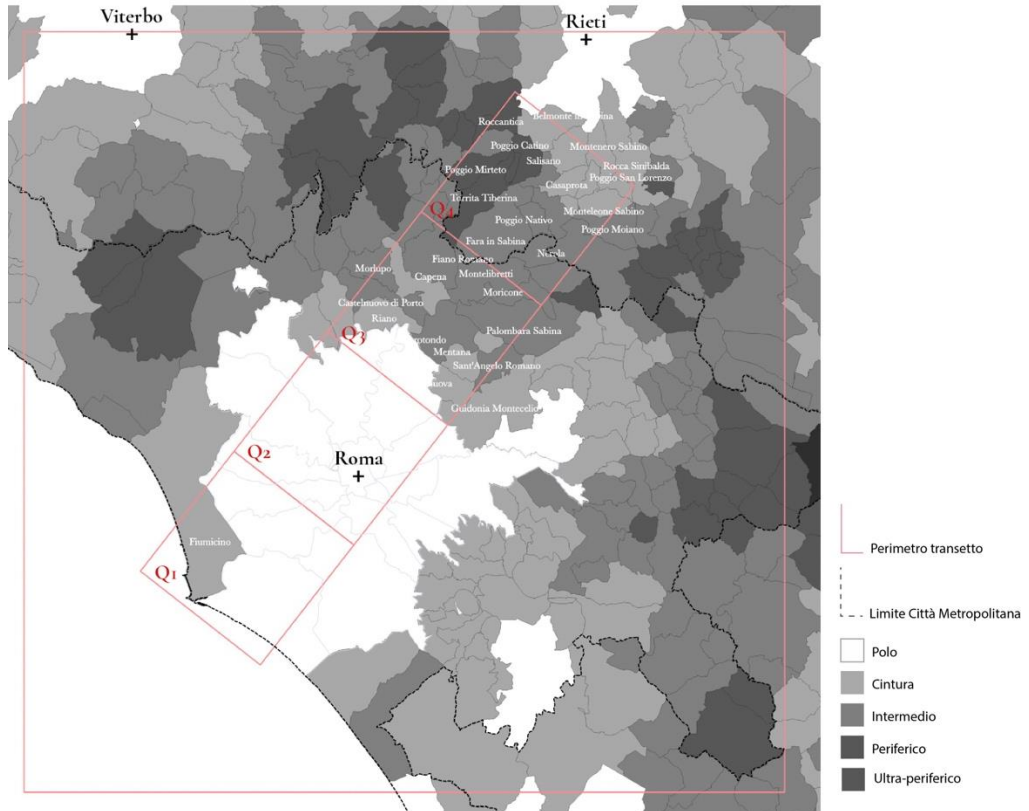 Viterbo
Rieti
Roccantica
Poggio Catino
Montenero Sabino
Salisano
Rocca Sinibalda
Poggio Mirteto
Poggio San Lorenzo
Casaprota
Torrita Tiberina
Q4
Monteleone Sabino
Poggio Nativo
Poggio Moiano
Fara in Sabina
Nerola
Fiano Romano
Morlupo
Capena
Montelibretti
Moricone
Castelnuovo di Porto
Riano
Q3
Palombara Sabina
Mentana
Sant'Angelo Romano
Guidonia Montecelio
Q2
Roma
Fiumicino
Q1
Perimetro transetto
Limite Città Metropolitana
Polo
Cintura
Intermedio
Periferico
Ultra-periferico